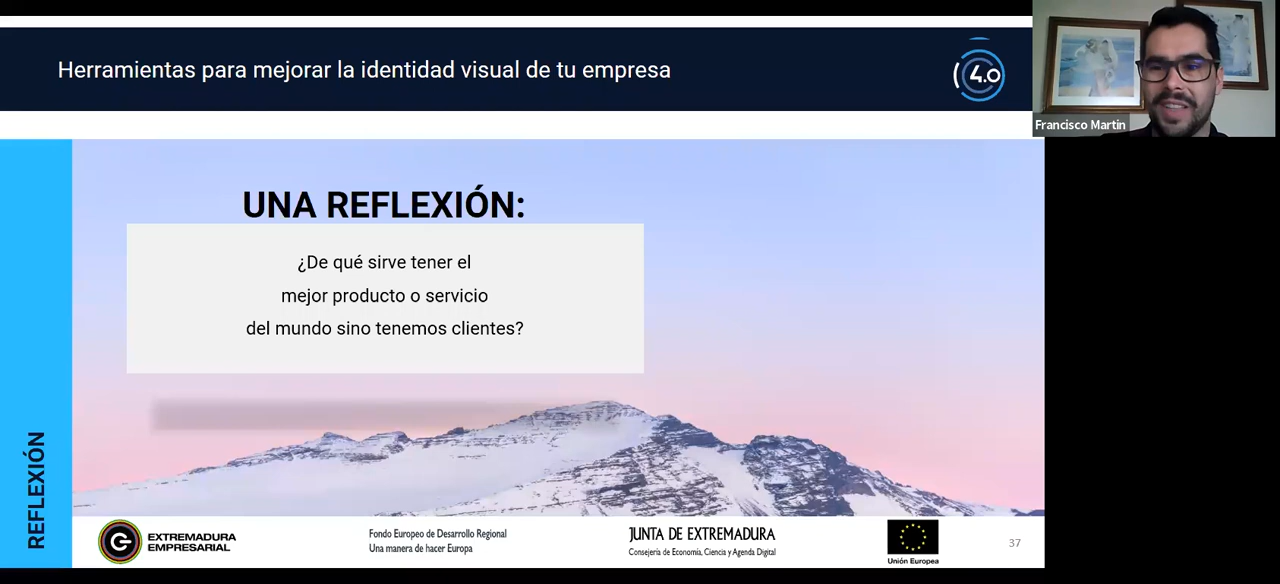 Herramientas para mejorar la identidad visual de tu empresa
4.0
Francisco Martin
UNA REFLEXIÓN:
¿De qué sirve tener el
mejor producto o servicio
del mundo sino tenemos clientes?
REFLEXIÓN
EXTREMADURA
EMPRESARIAL
Fondo Europeo de Desarrollo Regional
Una manera de hacer Europa
JUNTA DE EXTREMADURA
Consejería de Economía, Ciencia y Agenda Digital
Unión Europea
37